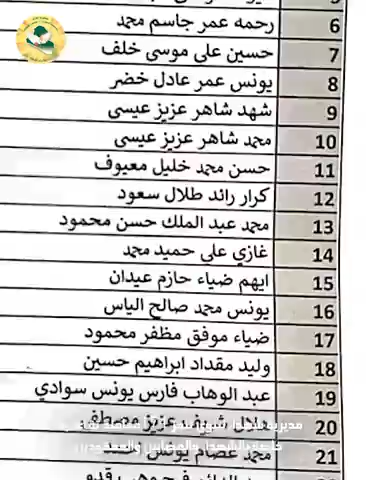 6 رحمه عمر جاسم محمد
7 حسين علي موسى خلف
8 يونس عمر عادل خضر
9 شهد شاهر عزيز عيسى
10 محمد شاهر عزيز عيسى
11 حسن محمد خليل معيوف
12 كرار رائد طلال سعود
13 محمد عبد الملك حسن محمود
14 غازي علي حميد محمد
15 ايهم ضياء حازم عيدان
16 يونس محمد صالح الياس
17 ضياء موفق مظفر محمود
18 وليد مقداد ابراهيم حسين
19 عبد الوهاب فارس يونس سوادي
20 بلال شريف عزيز مصطفى
21 محمد عصام يونس